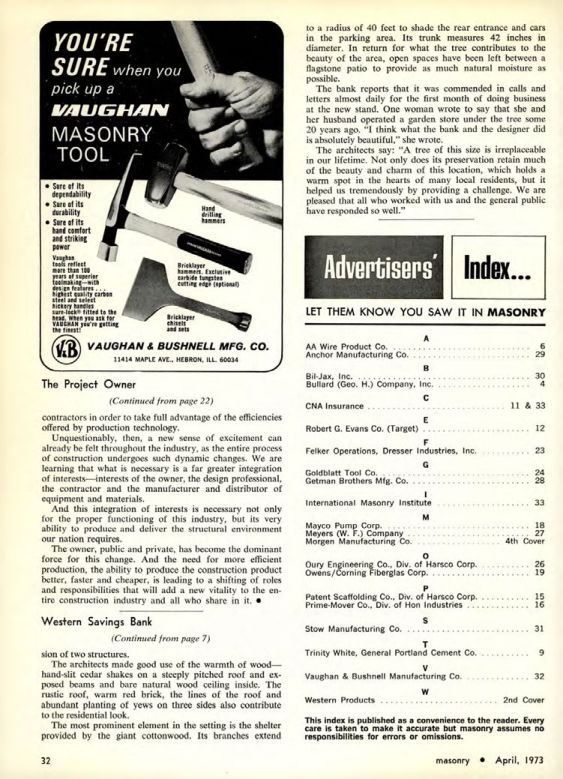 YOU'RE
SURE when you
pick up a
VAUGHAN
MASONRY
TOOL
• Sure of its
dependability
• Sure of its
durability
• Sure of its
hand comfort
and striking
power
Vaughan
tools reflect
more than 100
years of superior
toolmaking—with
design features . . .
highest quality carbon
steel and select
hickory handles
sure-lock® fitted to the
head. When you ask for
VAUGHAN you're getting
the finest!
Hand
drilling
hammers
Bricklayer
hammers. Exclusive
carbide tungsten
cutting edge (optional)
Bricklayer
chisels
and sets
V&B
VAUGHAN & BUSHNELL MFG. CO.
11414 MAPLE AVE., HEBRON, ILL. 60034
The Project Owner
(Continued from page 22)
contractors in order to take full advantage of the efficiencies
offered by production technology.
Unquestionably, then, a new sense of excitement can
already be felt throughout the industry, as the entire process
of construction undergoes such dynamic changes. We are
learning that what is necessary is a far greater integration
of interests—interests of the owner, the design professional,
the contractor and the manufacturer and distributor of
equipment and materials.
And this integration of interests is necessary not only
for the proper functioning of this industry, but its very
ability to produce and deliver the structural environment
our nation requires.
The owner, public and private, has become the dominant
force for this change. And the need for more efficient
production, the ability to produce the construction product
better, faster and cheaper, is leading to a shifting of roles
and responsibilities that will add a new vitality to the en-
tire construction industry and all who share in it. •
Western Savings Bank
(Continued from page 7)
sion of two structures.
The architects made good use of the warmth of wood—
hand-slit cedar shakes on a steeply pitched roof and ex-
posed beams and bare natural wood ceiling inside. The
rustic roof, warm red brick, the lines of the roof and
abundant planting of yews on three sides also contribute
to the residential look.
The most prominent element in the setting is the shelter
provided by the giant cottonwood. Its branches extend
to a radius of 40 feet to shade the rear entrance and cars
in the parking area. Its trunk measures 42 inches in
diameter. In return for what the tree contributes to the
beauty of the area, open spaces have been left between a
flagstone patio to provide as much natural moisture as
possible.
The bank reports that it was commended in calls and
letters almost daily for the first month of doing business
at the new stand. One woman wrote to say that she and
her husband operated a garden store under the tree some
20 years ago. "I think what the bank and the designer did
is absolutely beautiful," she wrote.
The architects say: "A tree of this size is irreplaceable
in our lifetime. Not only does its preservation retain much
of the beauty and charm of this location, which holds a
warm spot in the hearts of many local residents, but it
helped us tremendously by providing a challenge. We are
pleased that all who worked with us and the general public
have responded so well."
Advertisers' Index...
LET THEM KNOW YOU SAW IT IN MASONRY
A
AA Wire Product Co. 6
Anchor Manufacturing Co. 29
B
Bil-Jax, Inc. 30
Bullard (Geo. H.) Company, Inc. 4
C
CNA Insurance 11 & 33
E
Robert G. Evans Co. (Target) 12
F
Felker Operations, Dresser Industries, Inc. 23
G
Goldblatt Tool Co. 24
Getman Brothers Mfg. Co. 28
I
International Masonry Institute 33
M
Mayco Pump Corp. 18
Meyers (W. F.) Company 27
Morgen Manufacturing Co. 4th Cover
O
Oury Engineering Co., Div. of Harsco Corp. 26
Owens/Corning Fiberglas Corp. 19
P
Patent Scaffolding Co., Div. of Harsco Corp. 15
Prime-Mover Co., Div. of Hon Industries 16
S
Stow Manufacturing Co. 31
T
Trinity White, General Portland Cement Co. 9
V
Vaughan & Bushnell Manufacturing Co. 32
W
Western Products 2nd Cover
This index is published as a convenience to the reader. Every
care is taken to make it accurate but masonry assumes no
responsibilities for errors or omissions.
32
masonry • April, 1973